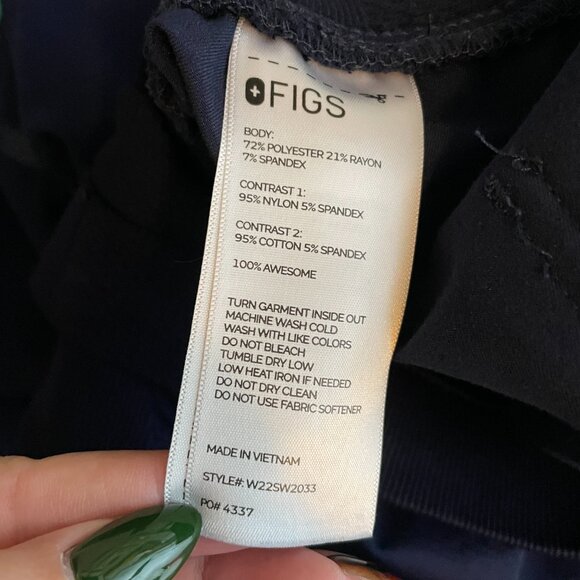 FIGS
BODY:
72% POLYESTER 21% RAYON
7% SPANDEX
CONTRAST 1:
95% NYLON 5% SPANDEX
CONTRAST 2:
95% COTTON 5% SPANDEX
100% AWESOME
TURN GARMENT INSIDE OUT
MACHINE WASH COLD
WASH WITH LIKE COLORS
DO NOT BLEACH
TUMBLE DRY LOW
LOW HEAT IRON IF NEEDED
DO NOT DRY CLEAN
DO NOT USE FABRIC SOFTENER
MADE IN VIETNAM
STYLE#: W22SW2033
PO# 4337